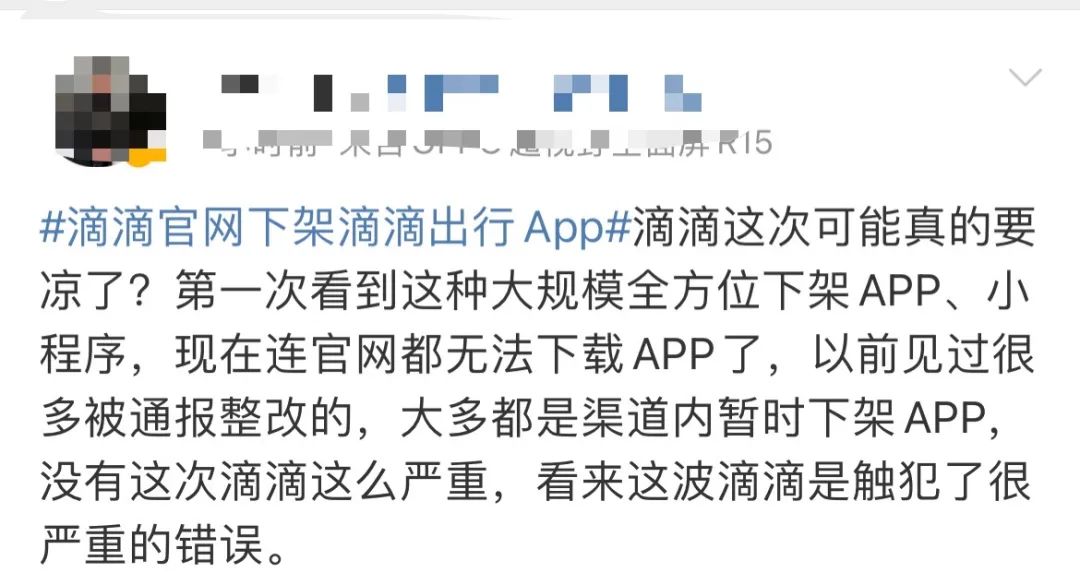 #滴滴官网下架滴滴出行App#滴滴这次可能真的要
凉了？第一次看到这种大规模全方位下架APP、小
程序，现在连官网都无法下载APP了，以前见过很
多被通报整改的，大多都是渠道内暂时下架APP，
没有这次滴滴这么严重，看来这波滴滴是触犯了很
严重的错误。